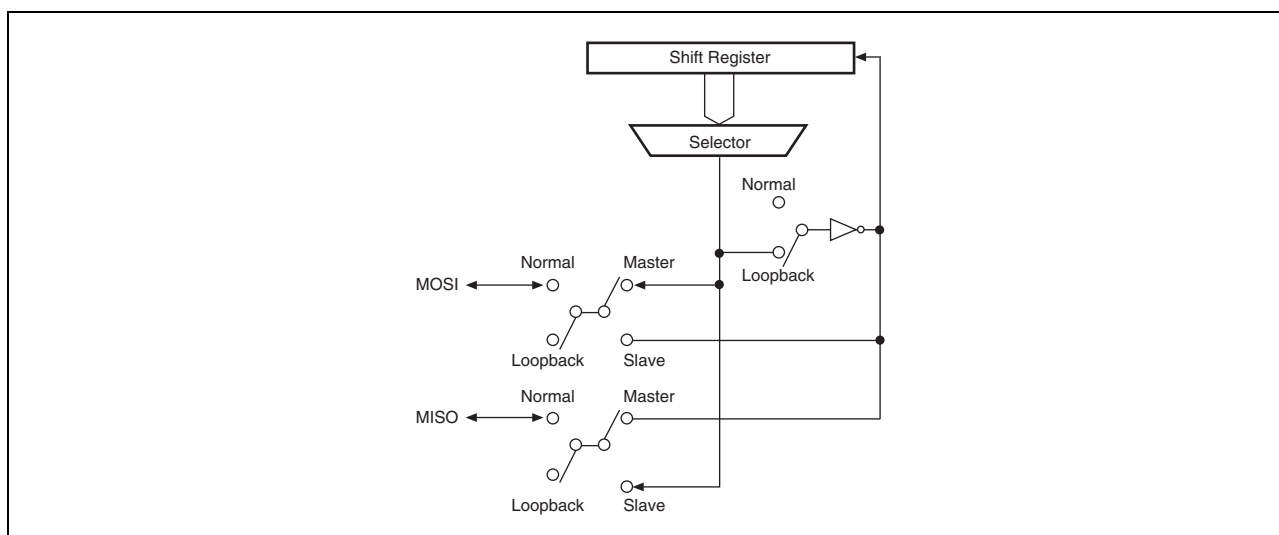 Shift Register
Selector
Normal
Loopback
Normal Master
MOSI
Loopback Slave
Normal Master
MISO
Loopback Slave